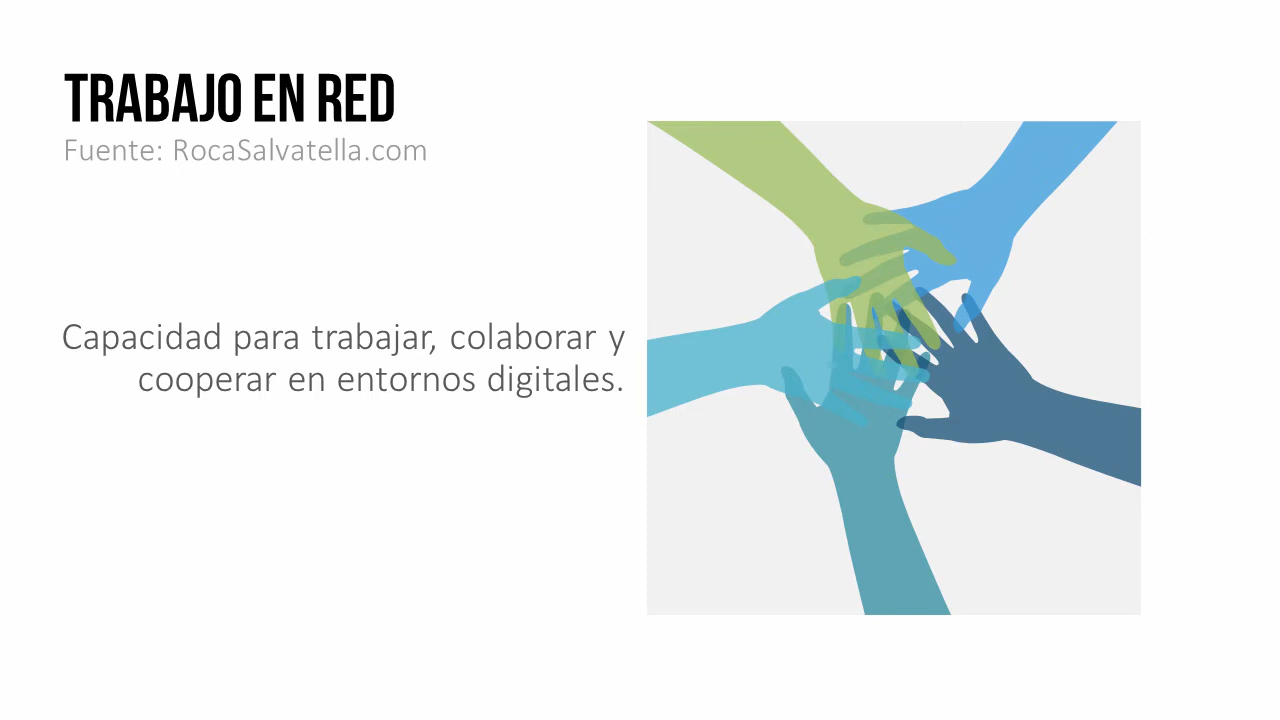 TRABAJO EN RED
Fuente: RocaSalvatella.com
Capacidad para trabajar, colaborar y
cooperar en entornos digitales.